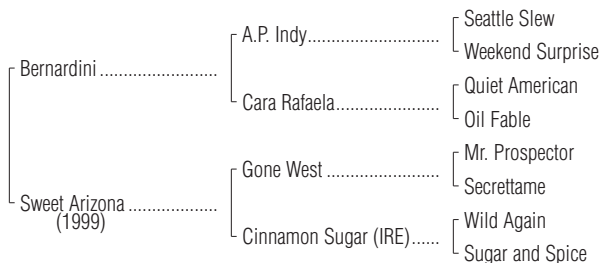 Bernardini
Sweet Arizona
(1999)
A.P. Indy
Cara Rafaela
Gone West
Cinnamon Sugar (IRE)
Seattle Slew
Weekend Surprise
Quiet American
Oil Fable
Mr. Prospector
Secrettame
Wild Again
Sugar and Spice